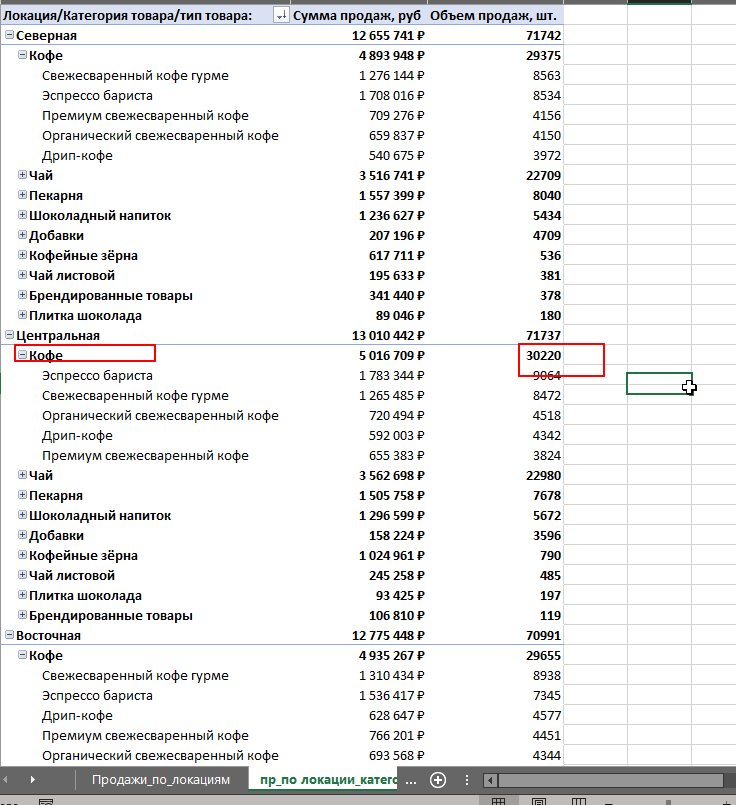 Локация/Категория товара/тип товара: Сумма продаж, руб Объем продаж, шт.
Северная 12 655 741 ₽ 71742
Кофе 4 893 948 ₽ 29375
Свежесваренный кофе гурме 1 276 144 ₽ 8563
Эспрессо бариста 1 708 016 ₽ 8534
Премиум свежесваренный кофе 709 276 ₽ 4156
Органический свежесваренный кофе 659 837 ₽ 4150
Дрип-кофе 540 675 ₽ 3972
Чай 3 516 741 ₽ 22709
Пекарня 1 557 399 ₽ 8040
Шоколадный напиток 1 236 627 ₽ 5434
Добавки 207 196 ₽ 4709
Кофейные зёрна 617 711 ₽ 536
Чай листовой 195 633 ₽ 381
Брендированные товары 341 440 ₽ 378
Плитка шоколада 89 046 ₽ 180
Центральная 13 010 442 ₽ 71737
Кофе 5 016 709 ₽ 30220
Эспрессо бариста 1 783 344 ₽ 9064
Свежесваренный кофе гурме 1 265 485 ₽ 8472
Органический свежесваренный кофе 720 494 ₽ 4518
Дрип-кофе 592 003 ₽ 4342
Премиум свежесваренный кофе 655 383 ₽ 3824
Чай 3 562 698 ₽ 22980
Пекарня 1 505 758 ₽ 7678
Шоколадный напиток 1 296 599 ₽ 5672
Добавки 158 224 ₽ 3596
Кофейные зёрна 1 024 961 ₽ 790
Чай листовой 245 258 ₽ 485
Плитка шоколада 93 425 ₽ 197
Брендированные товары 106 810 ₽ 119
Восточная 12 775 448 ₽ 70991
Кофе 4 935 267 ₽ 29655
Свежесваренный кофе гурме 1 310 434 ₽ 8938
Эспрессо бариста 1 536 417 ₽ 7345
Дрип-кофе 628 647 ₽ 4577
Премиум свежесваренный кофе 766 201 ₽ 4451
Органический свежесваренный кофе 693 568 ₽ 4344
Продажи_по_локациям пр_по локации_катего ...